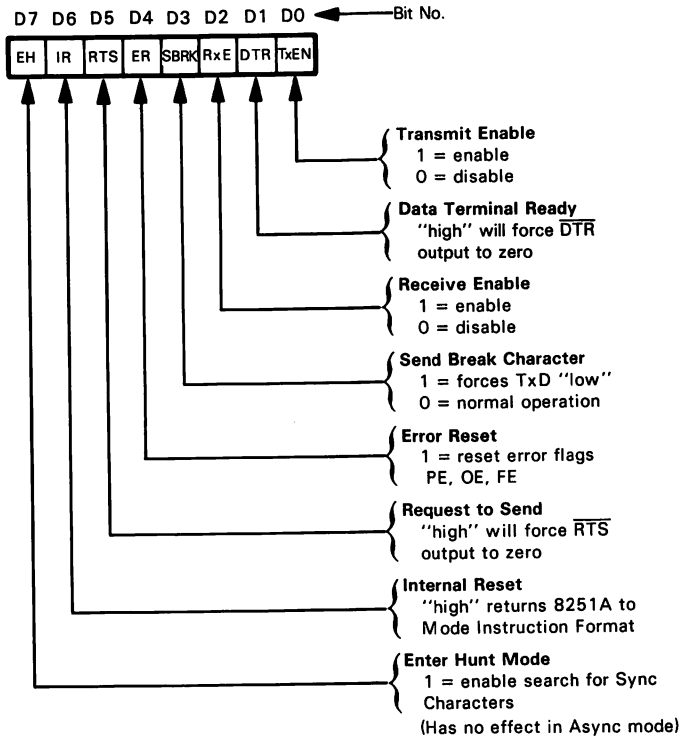 D7 D6 D5 D4 D3 D2 D1 D0 Bit No.
EH IR RTS ER SBRK RxE DTR TxEN
Transmit Enable
1 = enable
0 = disable
Data Terminal Ready
"high" will force D̅T̅R̅
output to zero
Receive Enable
1 = enable
0 = disable
Send Break Character
1 = forces TxD "low"
0 = normal operation
Error Reset
1 = reset error flags
PE, OE, FE
Request to Send
"high" will force R̅T̅S̅
output to zero
Internal Reset
"high" returns 8251A to
Mode Instruction Format
Enter Hunt Mode
1 = enable search for Sync
Characters
(Has no effect in Async mode)